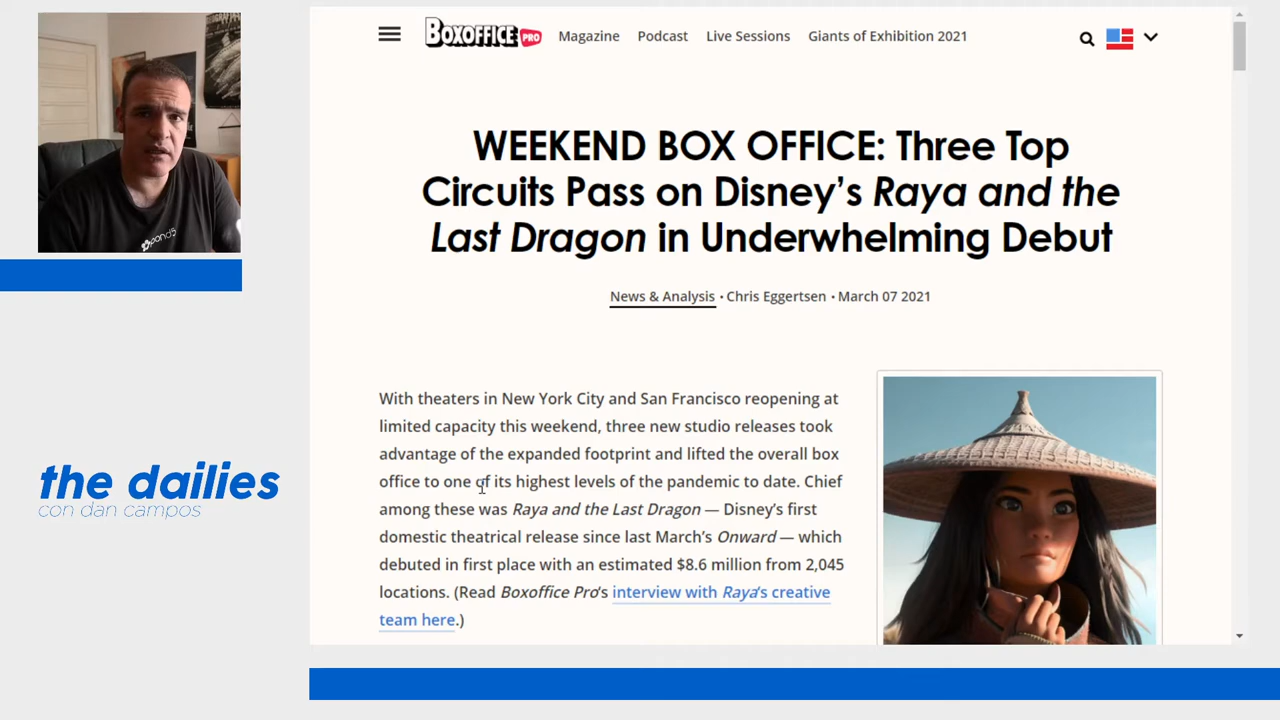 BOXOFFICE PRO Magazine Podcast Live Sessions Giants of Exhibition 2021
WEEKEND BOX OFFICE: Three Top
Circuits Pass on Disney’s Raya and the
Last Dragon in Underwhelming Debut
News & Analysis • Chris Eggertsen • March 07 2021
With theaters in New York City and San Francisco reopening at
limited capacity this weekend, three new studio releases took
advantage of the expanded footprint and lifted the overall box
office to one of its highest levels of the pandemic to date. Chief
among these was Raya and the Last Dragon — Disney’s first
domestic theatrical release since last March’s Onward — which
debuted in first place with an estimated $8.6 million from 2,045
locations. (Read Boxoffice Pro’s interview with Raya’s creative
team here.)
pond5
the dailies
con dan campos